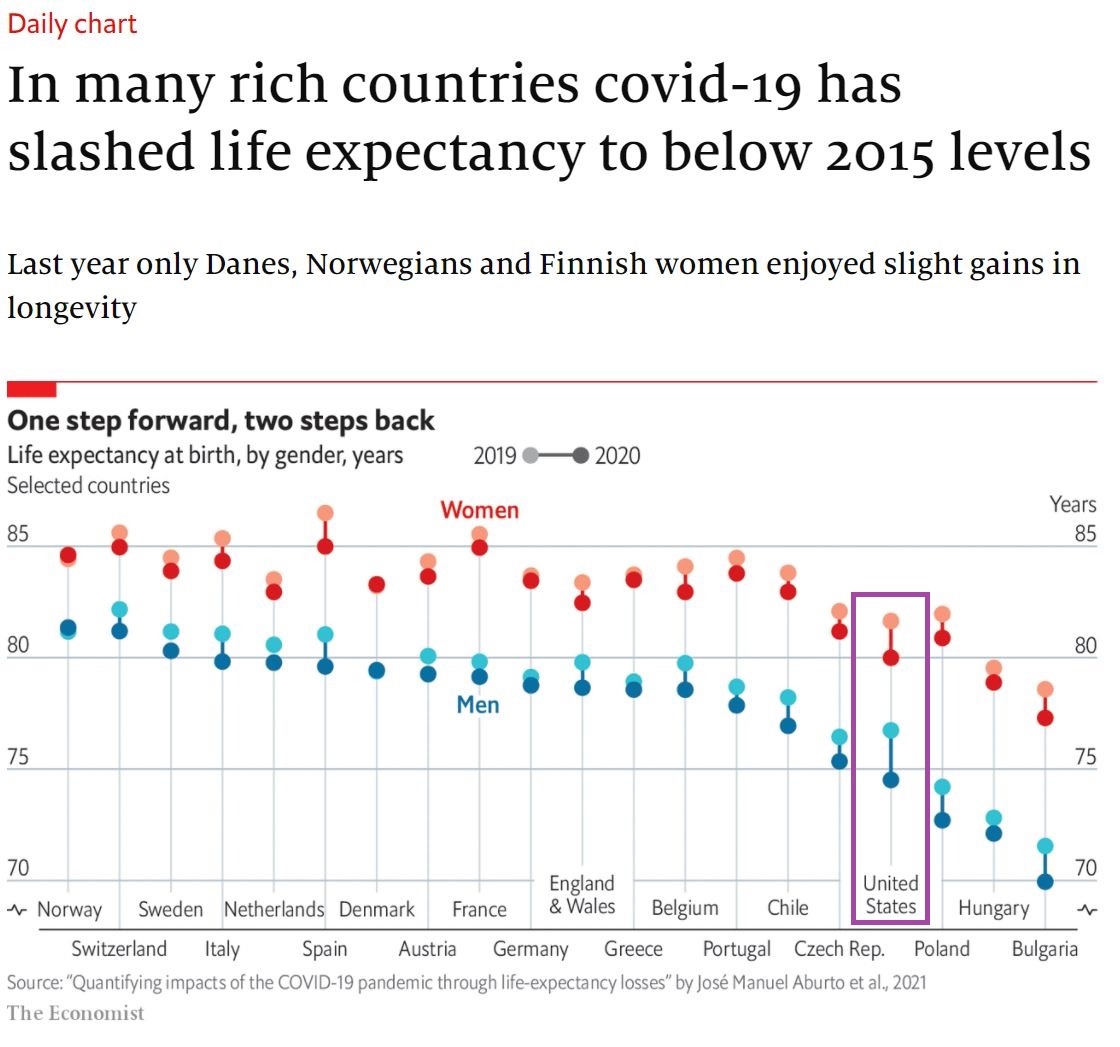 Daily chart
In many rich countries covid-19 has
slashed life expectancy to below 2015 levels
Last year only Danes, Norwegians and Finnish women enjoyed slight gains in
longevity
One step forward, two steps back
Life expectancy at birth, by gender, years
2019 2020
Selected countries
Women
Years
85 85
80 80
Men
75 75
70 70
Norway Sweden Netherlands Denmark France England & Wales Belgium Chile United States Hungary
Switzerland Italy Spain Austria Germany Greece Portugal Czech Rep. Poland Bulgaria
Source: “Quantifying impacts of the COVID-19 pandemic through life-expectancy losses” by José Manuel Aburto et al., 2021
The Economist